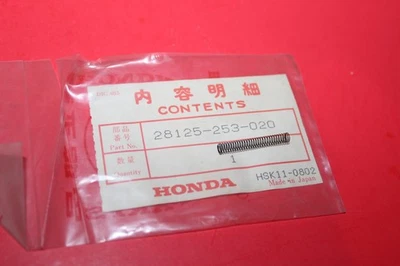 内容明細
CONTENTS
部品
番号
Part No.
28125-253-020
数量
Quantity
1
HONDA
HSK11-0802
Made in Japan